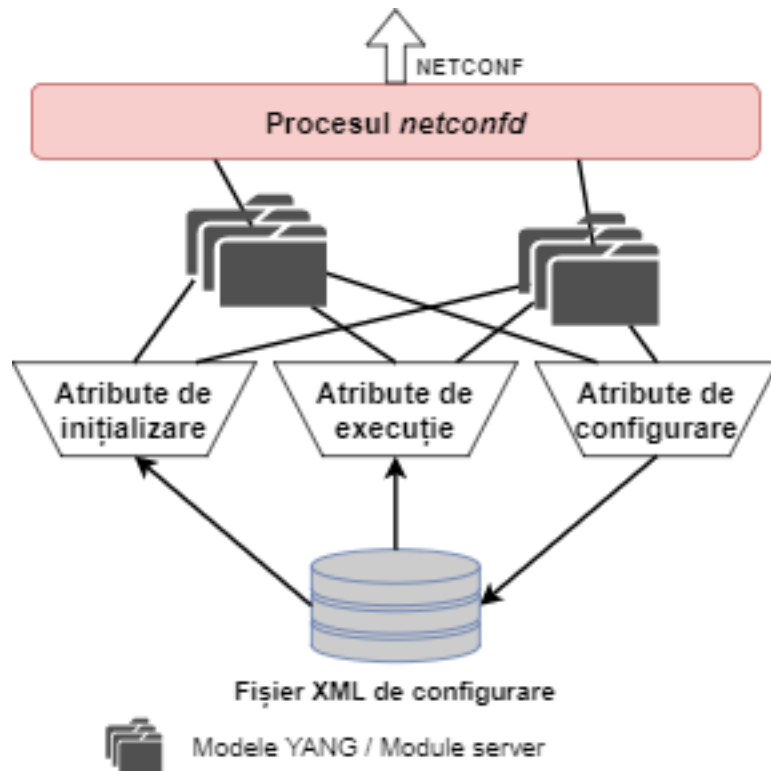 NETCONF
Procesul netconfd
Atribute de
inițializare
Atribute de
execuție
Atribute de
configurare
Fișier XML de configurare
Modele YANG / Module server